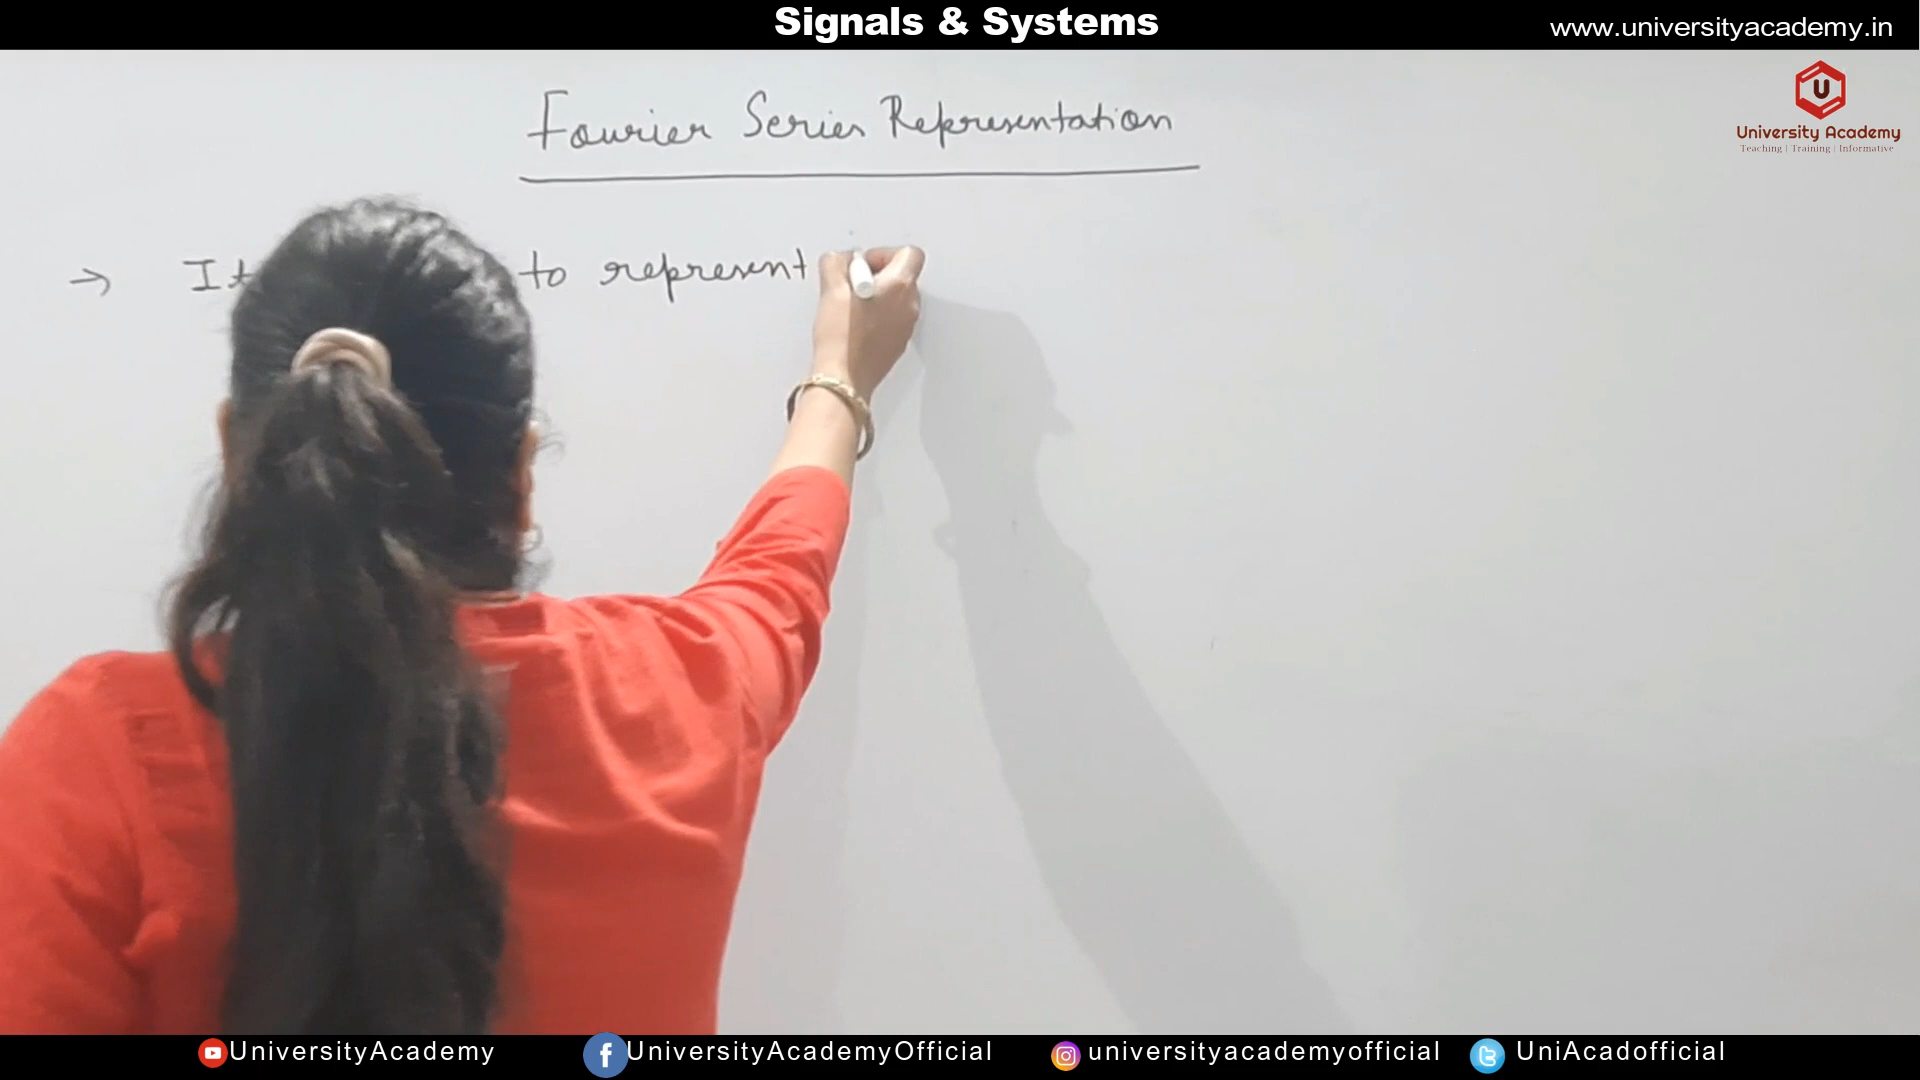 Signals & Systems
www.universityacademy.in
U
University Academy
Teaching | Training | Informative
Fourier Series Representation
→ It to represent
UniversityAcademy
UniversityAcademyOfficial
universityacademyofficial
UniAcadofficial